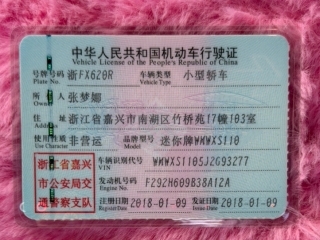 中华人民共和国机动车行驶证
Vehicle License of the People's Republic of China
号牌号码 浙FX620R 车辆类型 小型轿车
Plate No. Vehicle Type
所有人 张梦娜
Owner
住址 浙江省嘉兴市南湖区竹桥苑17幢103室
Address
使用性质 非营运 品牌型号 迷你牌WMWXS110
Use Character Model
浙江省嘉兴 车辆识别代号 WMWXS1105J2G93277
VIN
市公安局交 发动机号码 F292H609B38A12A
Engine No.
通警察支队 注册日期 2018-01-09 发证日期 2018-01-09
Register Date Issue Date